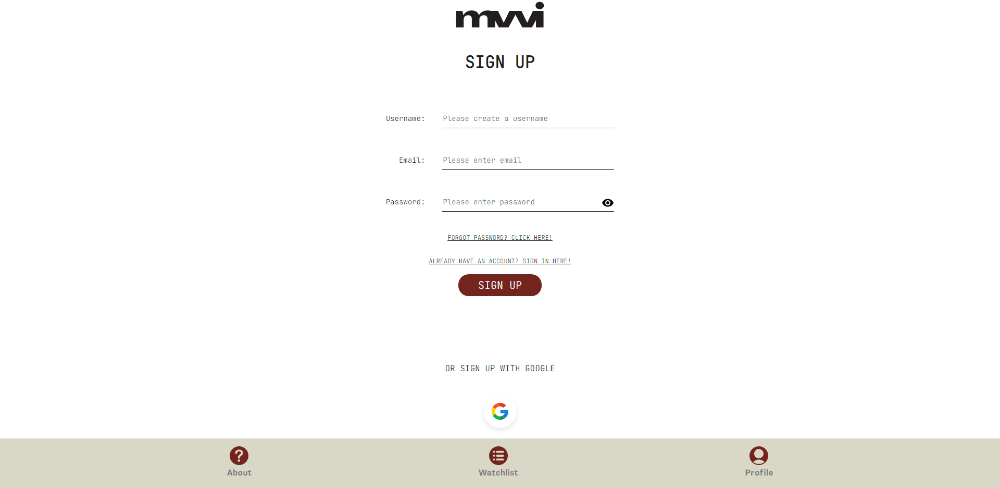 mvvi
SIGN UP
Username: Please create a username
Email: Please enter email
Password: Please enter password
FORGOT PASSWORD? CLICK HERE!
ALREADY HAVE AN ACCOUNT? SIGN IN HERE!
SIGN UP
OR SIGN UP WITH GOOGLE
G
? About
Watchlist
Profile